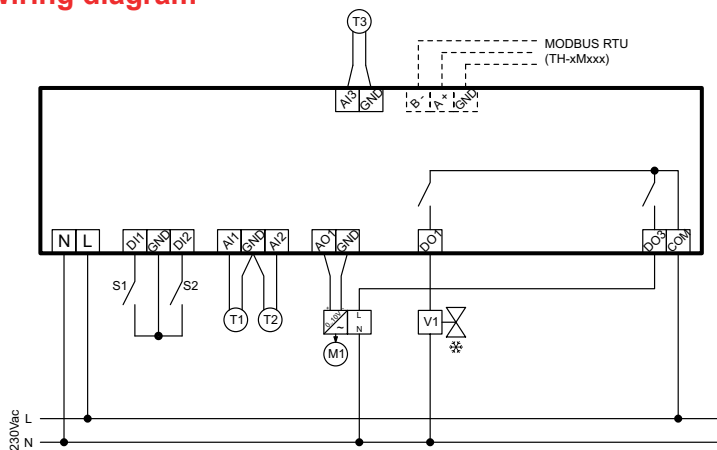 wiring diagram
T3
MODBUS RTU
(TH-xMxxx)
AI3 GND B - A + GND
N L DI1 GND DI2 AI1 GND AI2 AO1 GND DO1 DO3 COM
S1 S2
T1 T2
0..10V ~ L
N
V1
M1
230Vac
L
N